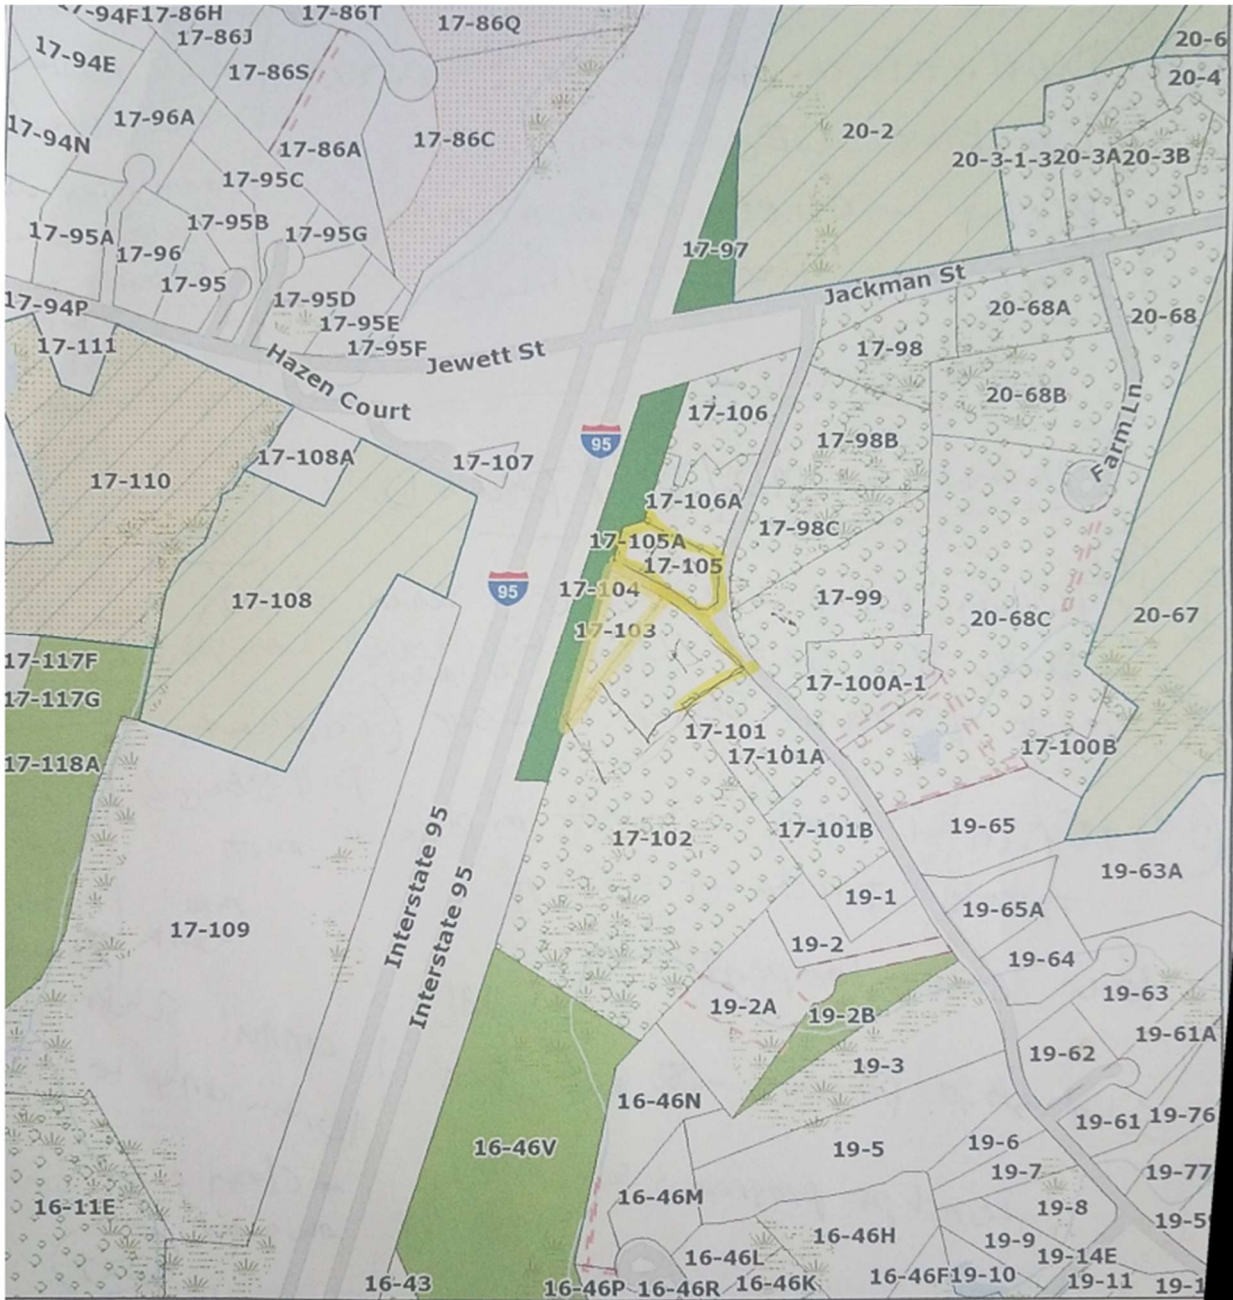 17-94F 17-86H 17-86T 17-86Q
17-86J 20-6
17-94E 17-86S 20-4
17-96A 20-2
17-94N 17-86A 17-86C 20-3-1-3 20-3A 20-3B
17-95C
17-95B 17-95G 17-97
17-95A 17-96
17-95 Jackman St
17-94P 17-95D 20-68A 20-68
17-95E
17-111 17-95F Jewett St 17-98
Hazen Court 20-68B
17-106 Farm Ln
95 17-98B
17-108A 17-107
17-110 17-106A
17-98C
17-105A
17-105
95 17-104 17-99
17-108 17-103 20-68C 20-67
17-117F
17-117G 17-100A-1
17-118A 17-101 17-100B
17-101A
Interstate 95 17-102 17-101B 19-65
Interstate 95 19-63A
19-1
17-109 19-65A
19-2
19-64
19-2A 19-2B 19-63
19-61A
19-62
19-3
16-46N 19-61 19-76
16-46V 19-5 19-6
19-7 19-77
16-11E 16-46M 19-8
16-46H 19-9 19-5
16-46L 19-14E
16-43 16-46P 16-46R 16-46K 16-46F 19-10 19-11 19-1